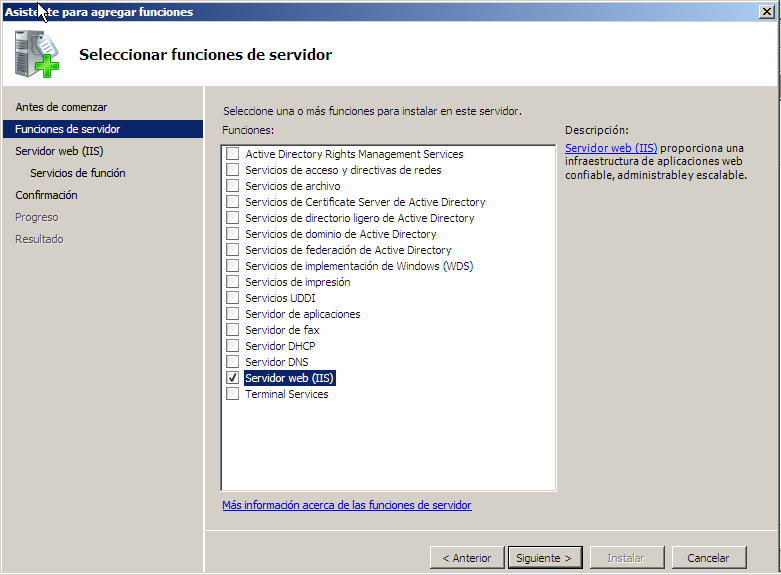 Asistente para agregar funciones
Seleccionar funciones de servidor
Antes de comenzar
Funciones de servidor
Servidor web (IIS)
Servicios de función
Confirmación
Progreso
Resultado
Seleccione una o más funciones para instalar en este servidor.
Funciones:
Active Directory Rights Management Services
Servicios de acceso y directivas de redes
Servicios de archivo
Servicios de Certificate Server de Active Directory
Servicios de directorio ligero de Active Directory
Servicios de dominio de Active Directory
Servicios de federación de Active Directory
Servicios de implementación de Windows (WDS)
Servicios de impresión
Servicios UDDI
Servidor de aplicaciones
Servidor de fax
Servidor DHCP
Servidor DNS
Servidor web (IIS)
Terminal Services
Más información acerca de las funciones de servidor
Descripción:
Servidor web (IIS) proporciona una
infraestructura de aplicaciones web
confiable, administrable y escalable.
< Anterior
Siguiente >
Instalar
Cancelar